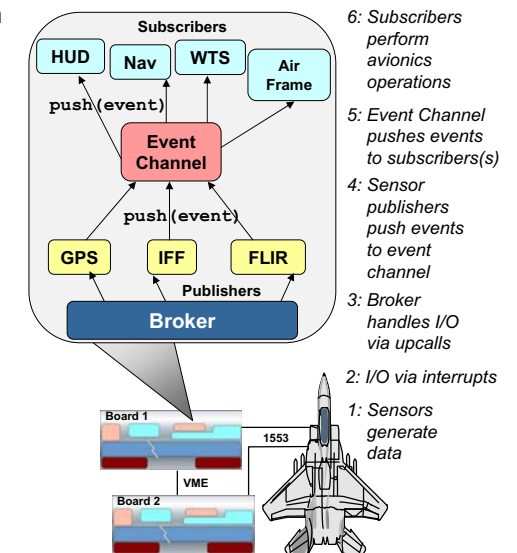 Subscribers
HUD
Nav
WTS
Air
Frame
push(event)
Event
Channel
push(event)
GPS
IFF
FLIR
Publishers
Broker
Board 1
1553
VME
Board 2
6: Subscribers
perform
avionics
operations
5: Event Channel
pushes events
to subscribers(s)
4: Sensor
publishers
push events
to event
channel
3: Broker
handles I/O
via upcalls
2: I/O via interrupts
1: Sensors
generate
data